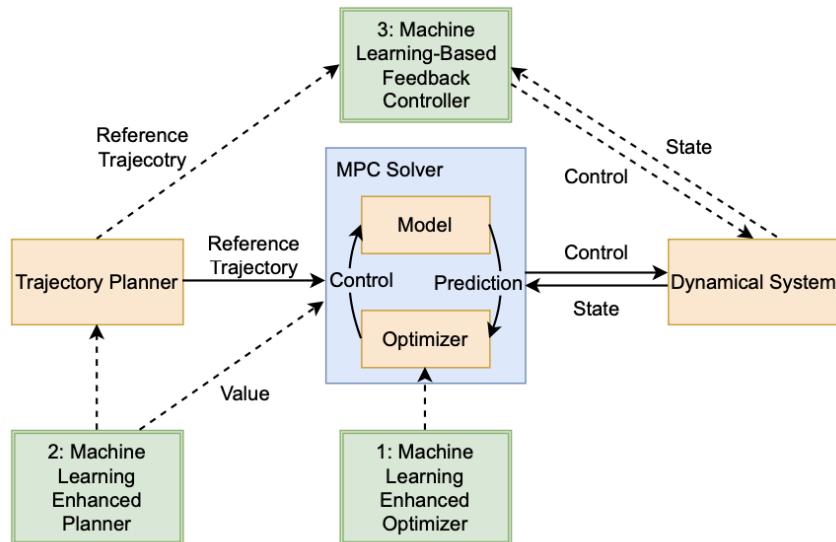 3: Machine
Learning-Based
Feedback
Controller
Reference
Trajecotry
State
Control
MPC Solver
Model
Reference
Trajectory
Control
Prediction
Control
State
Trajectory Planner
Dynamical System
Optimizer
Value
2: Machine
Learning
Enhanced
Planner
1: Machine
Learning
Enhanced
Optimizer